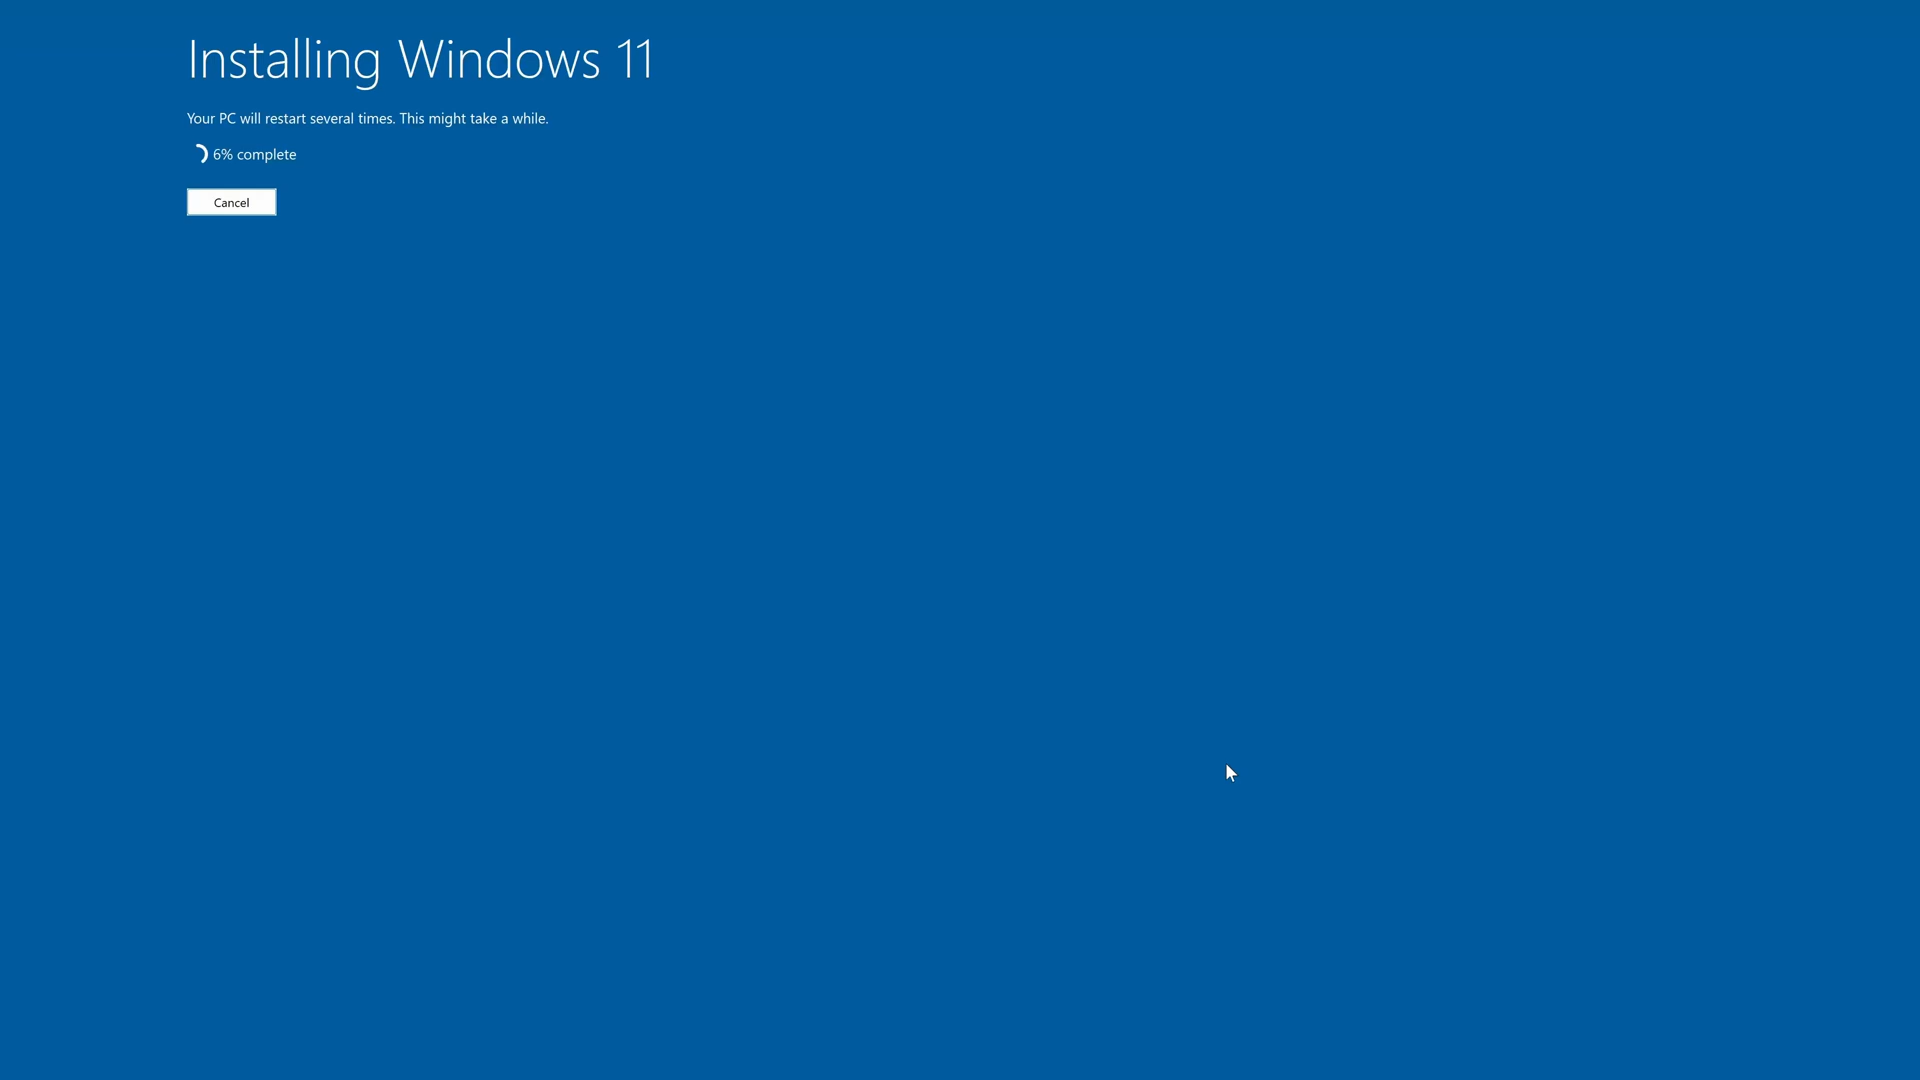 Installing Windows 11
Your PC will restart several times. This might take a while.
6% complete
Cancel